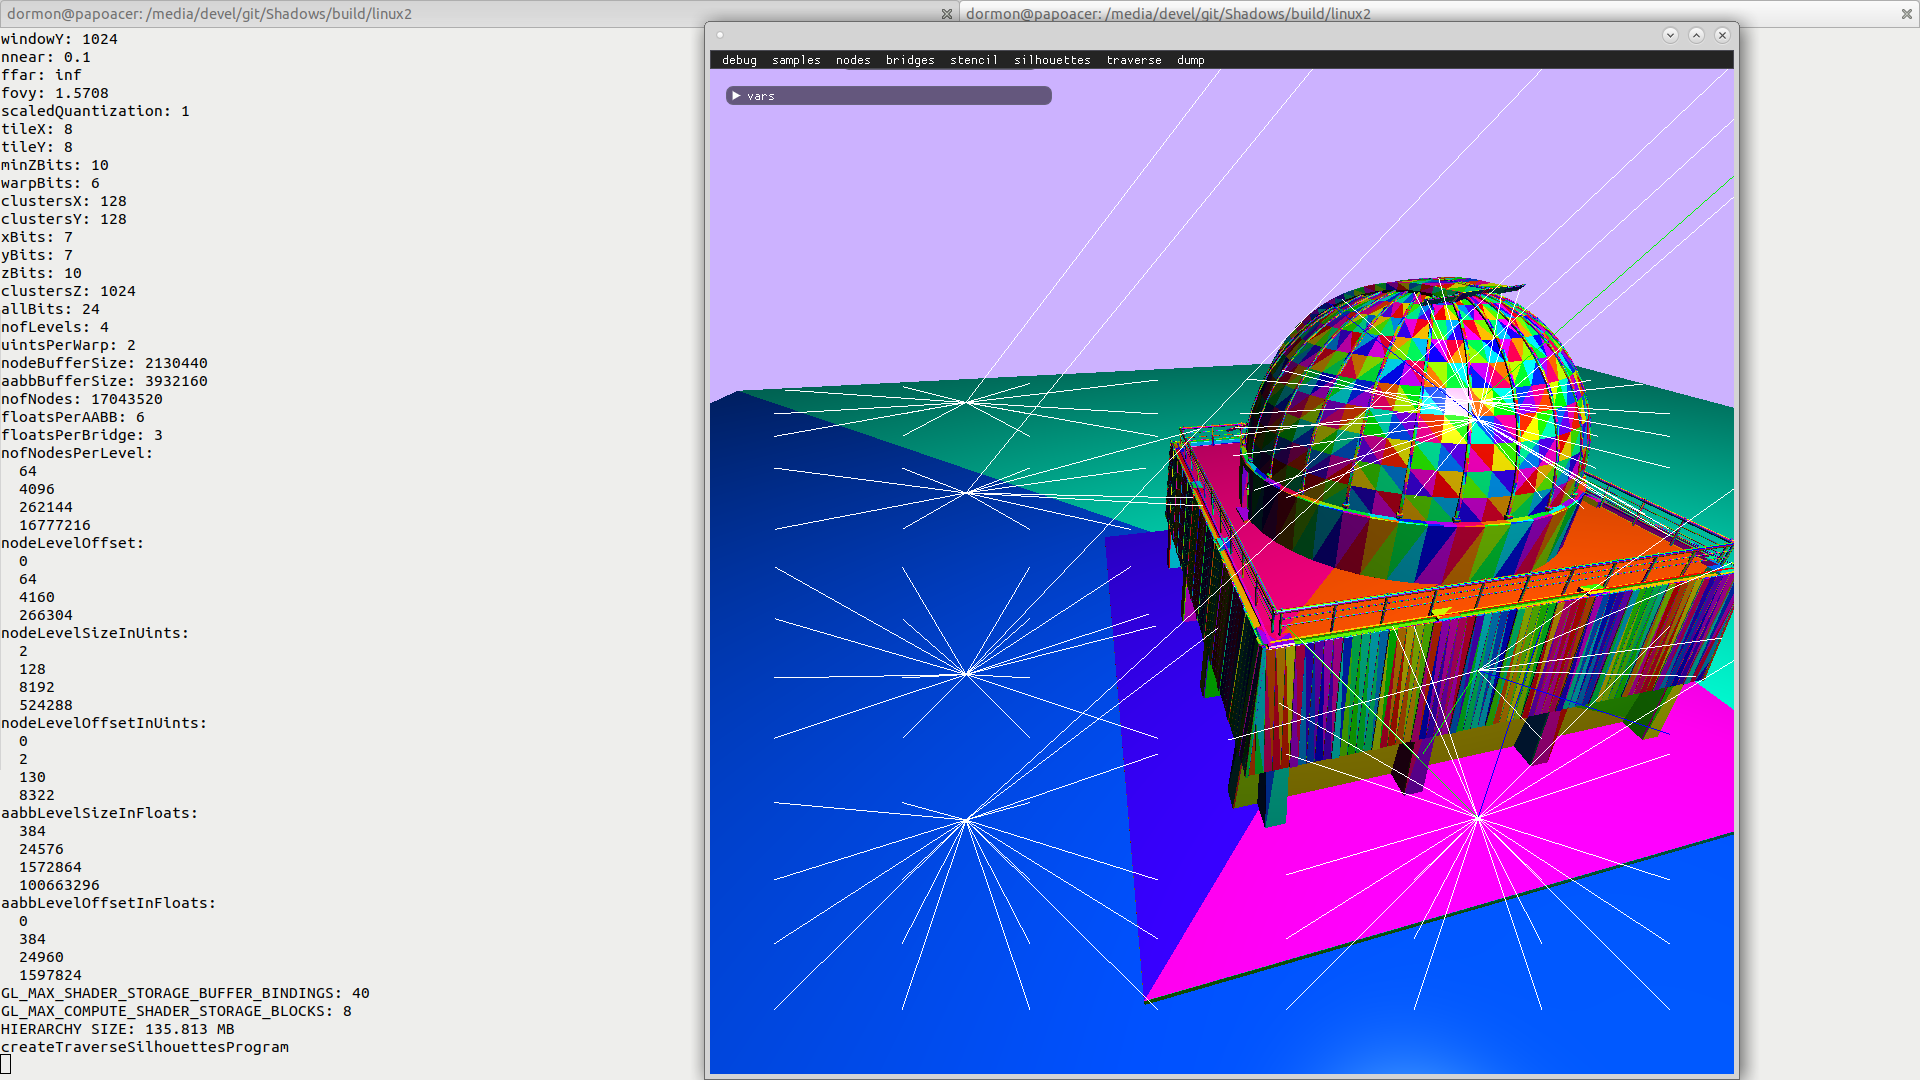 dormon@papoacer: /media/devel/git/Shadows/build/linux2
dormon@papoacer: /media/devel/git/Shadows/build/linux2
windowY: 1024
nnear: 0.1
ffar: inf
fovy: 1.5708
scaledQuantization: 1
tileX: 8
tileY: 8
minZBits: 10
warpBits: 6
clustersX: 128
clustersY: 128
xBits: 7
yBits: 7
zBits: 10
clustersZ: 1024
allBits: 24
nofLevels: 4
uintsPerWarp: 2
nodeBufferSize: 2130440
aabbBufferSize: 3932160
nofNodes: 17043520
floatsPerAABB: 6
floatsPerBridge: 3
nofNodesPerLevel:
  64
  4096
  262144
  16777216
nodeLevelOffset:
  0
  64
  4160
  266304
nodeLevelSizeInUints:
  2
  128
  8192
  524288
nodeLevelOffsetInUints:
  0
  2
  130
  8322
aabbLevelSizeInFloats:
  384
  24576
  1572864
  100663296
aabbLevelOffsetInFloats:
  0
  384
  24960
  1597824
GL_MAX_SHADER_STORAGE_BUFFER_BINDINGS: 40
GL_MAX_COMPUTE_SHADER_STORAGE_BLOCKS: 8
HIERARCHY SIZE: 135.813 MB
createTraverseSilhouettesProgram
debug samples nodes bridges stencil silhouettes traverse dump
vars